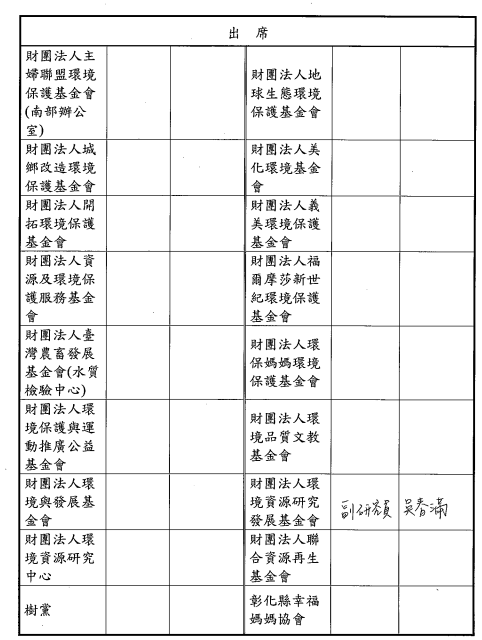 出席
財團法人主
婦聯盟環境
保護基金會
(南部辦公
室)
財團法人地
球生態環境
保護基金會
財團法人城
鄉改造環境
保護基金會
財團法人美
化環境基金
會
財團法人開
拓環境保護
基金會
財團法人義
美環境保護
基金會
財團法人資
源及環境保
護服務基金
會
財團法人福
爾摩莎新世
紀環境保護
基金會
財團法人臺
灣農畜發展
基金會(水質
檢驗中心)
財團法人環
保媽媽環境
保護基金會
財團法人環
境保護與運
動推廣公益
基金會
財團法人環
境品質文教
基金會
財團法人環
境與發展基
金會
財團法人環
境資源研究
發展基金會
副研究員 吳春滿
財團法人環
境資源研究
中心
財團法人聯
合資源再生
基金會
樹黨
彰化縣幸福
媽媽協會